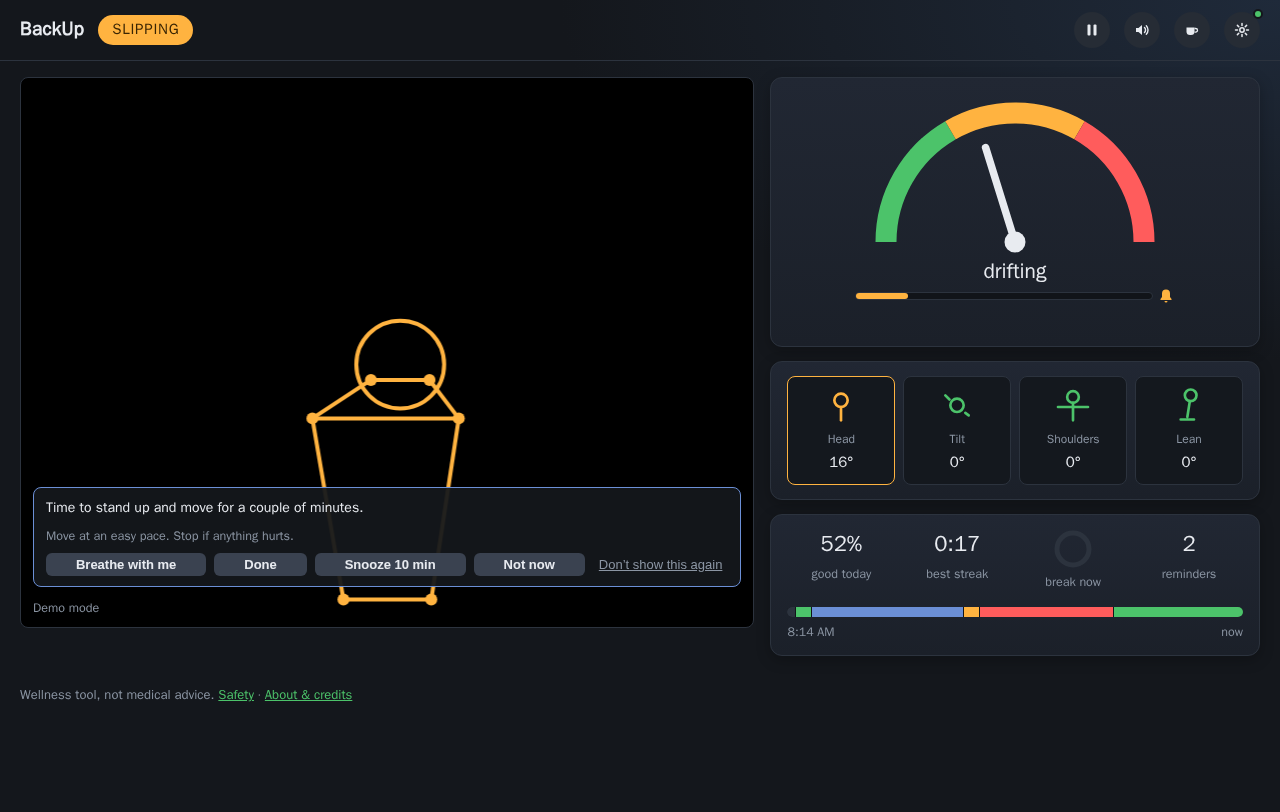 BackUp SLIPPING
drifting
Head Tilt Shoulders Lean
16° 0° 0° 0°
Time to stand up and move for a couple of minutes.
Move at an easy pace. Stop if anything hurts.
Breathe with me Done Snooze 10 min Not now Don't show this again
Demo mode
52% 0:17 2
good today best streak break now reminders
8:14 AM now
Wellness tool, not medical advice. Safety · About & credits